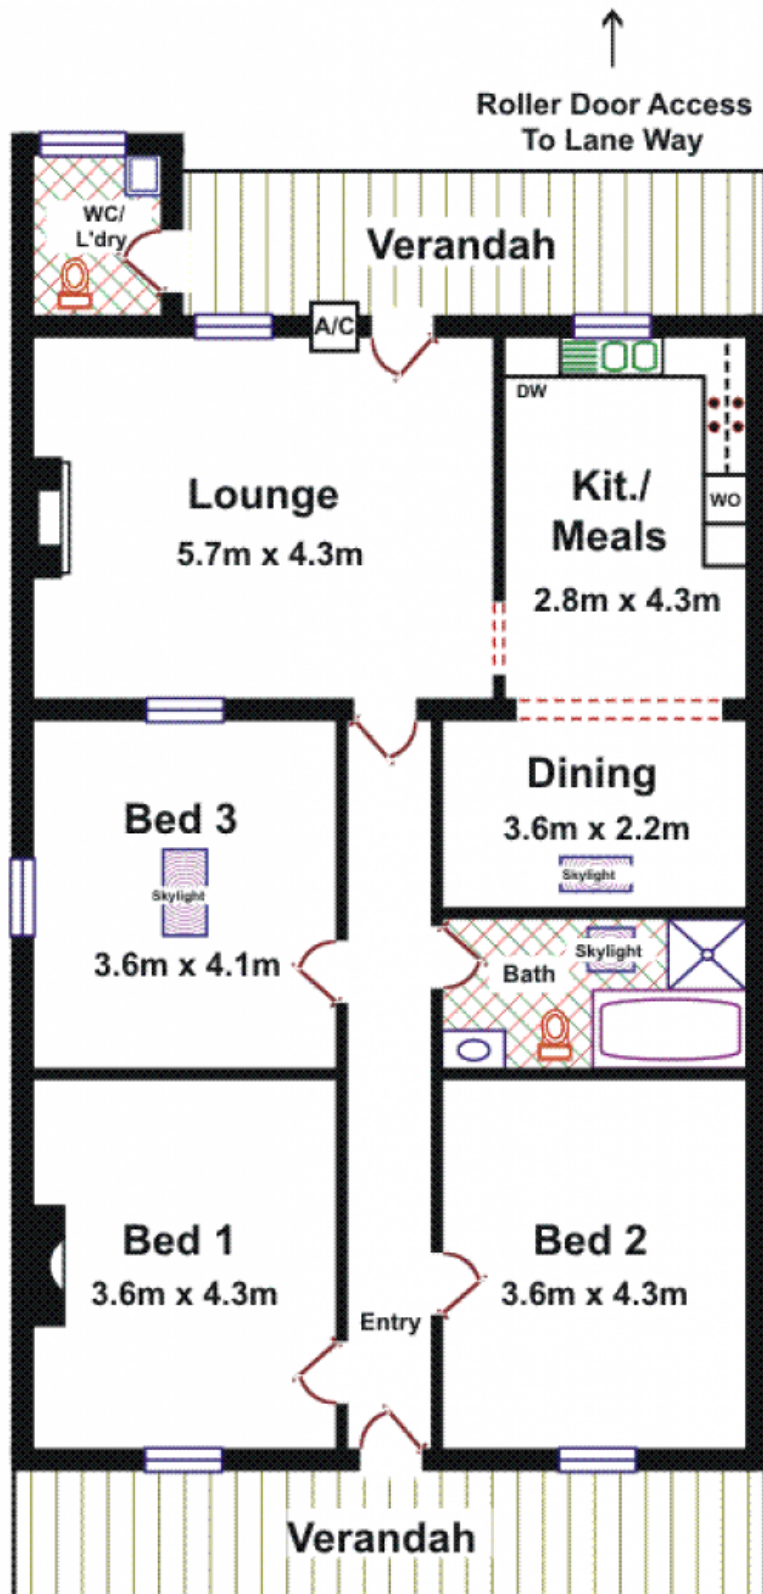 Roller Door Access
To Lane Way
WC/
L'dry
Verandah
A/C
DW
Lounge
5.7m x 4.3m
Kit./
Meals
WO
2.8m x 4.3m
Dining
3.6m x 2.2m
Skylight
Bed 3
Skylight
3.6m x 4.1m
Skylight
Bath
Bed 1
3.6m x 4.3m
Bed 2
3.6m x 4.3m
Entry
Verandah